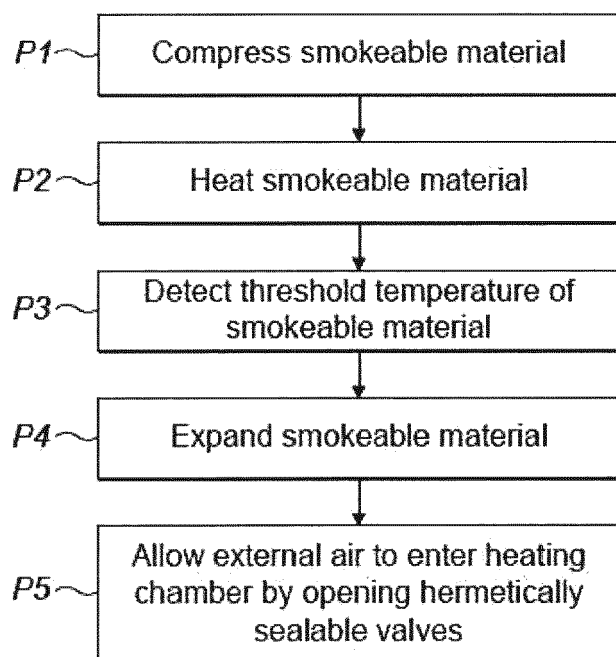 P1
Compress smokeable material
P2
Heat smokeable material
P3
Detect threshold temperature of
smokeable material
P4
Expand smokeable material
P5
Allow external air to enter heating
chamber by opening hermetically
sealable valves